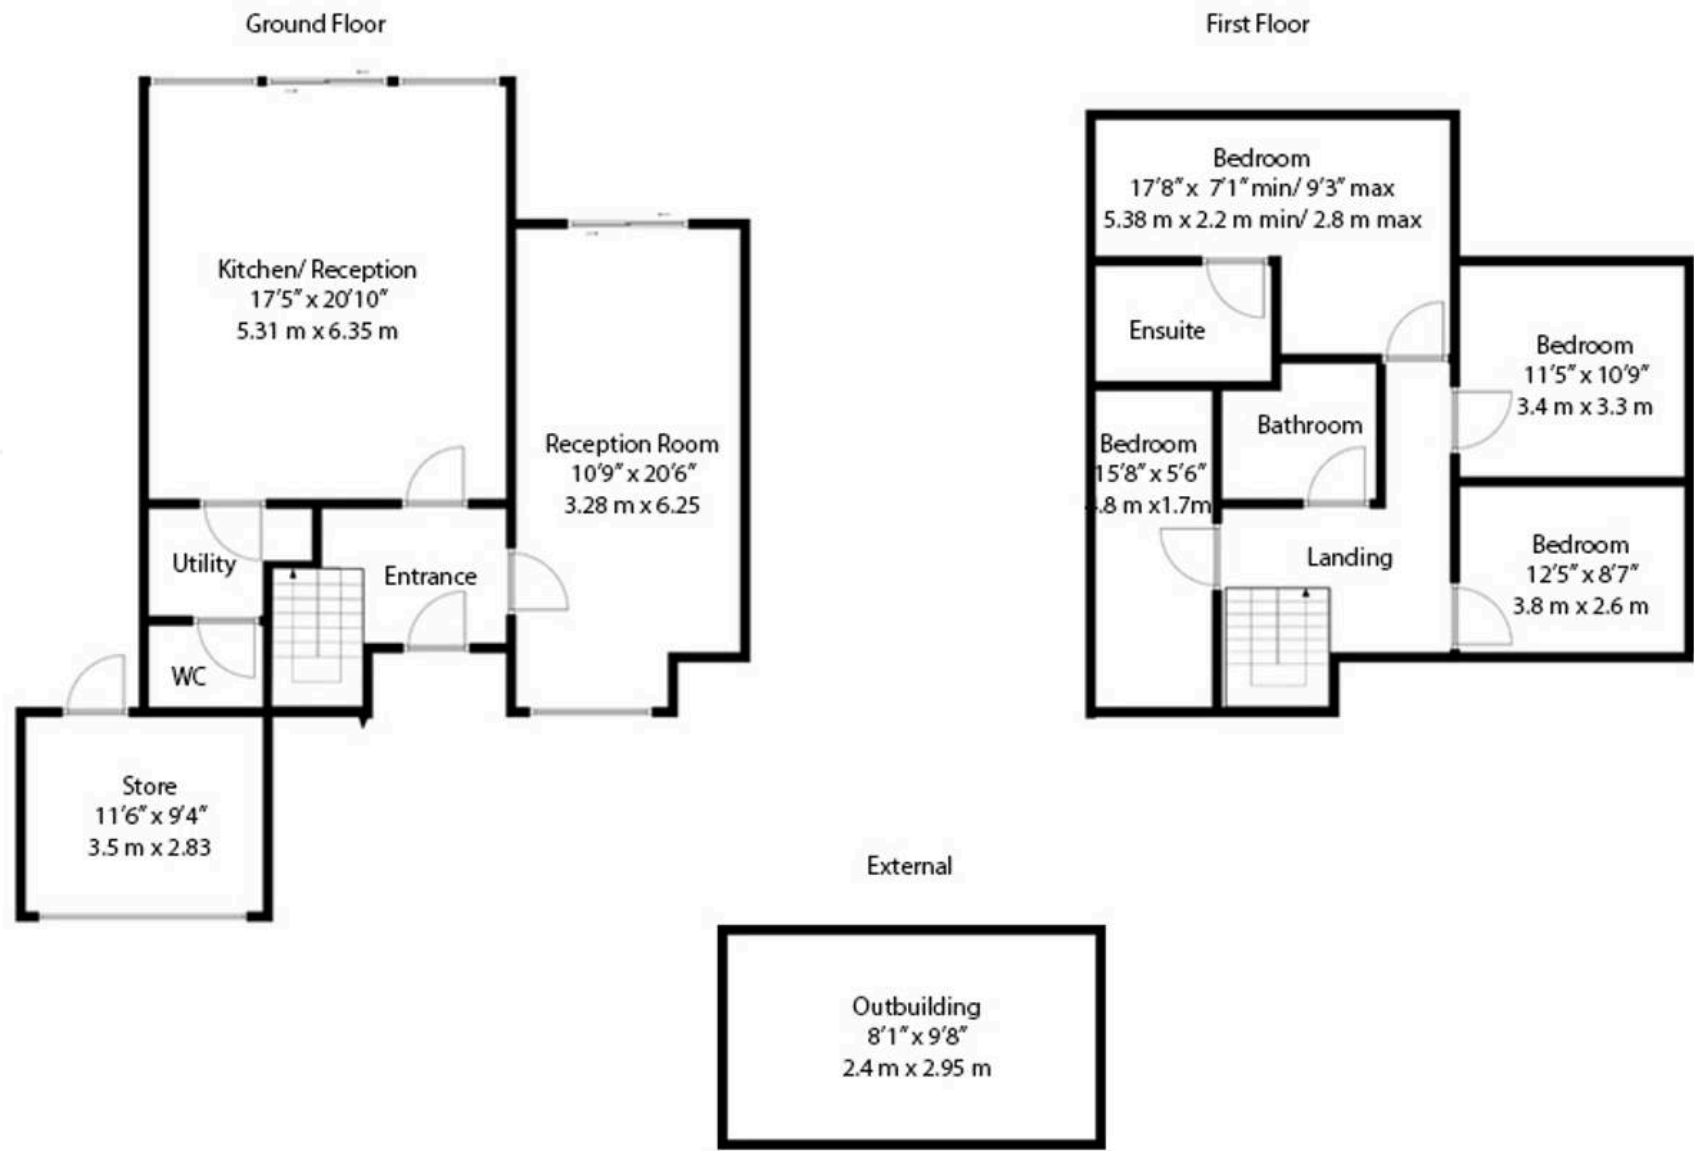 Ground Floor
Kitchen/ Reception
17'5" x 20'10"
5.31 m x 6.35 m
Reception Room
10'9" x 20'6"
3.28 m x 6.25
Utility
Entrance
WC
Store
11'6" x 9'4"
3.5 m x 2.83
First Floor
Bedroom
17'8" x 7'1" min/ 9'3" max
5.38 m x 2.2 m min/ 2.8 m max
Ensuite
Bedroom
11'5" x 10'9"
3.4 m x 3.3 m
Bathroom
Bedroom
15'8" x 5'6"
.8 m x1.7m
Landing
Bedroom
12'5" x 8'7"
3.8 m x 2.6 m
External
Outbuilding
8'1" x 9'8"
2.4 m x 2.95 m